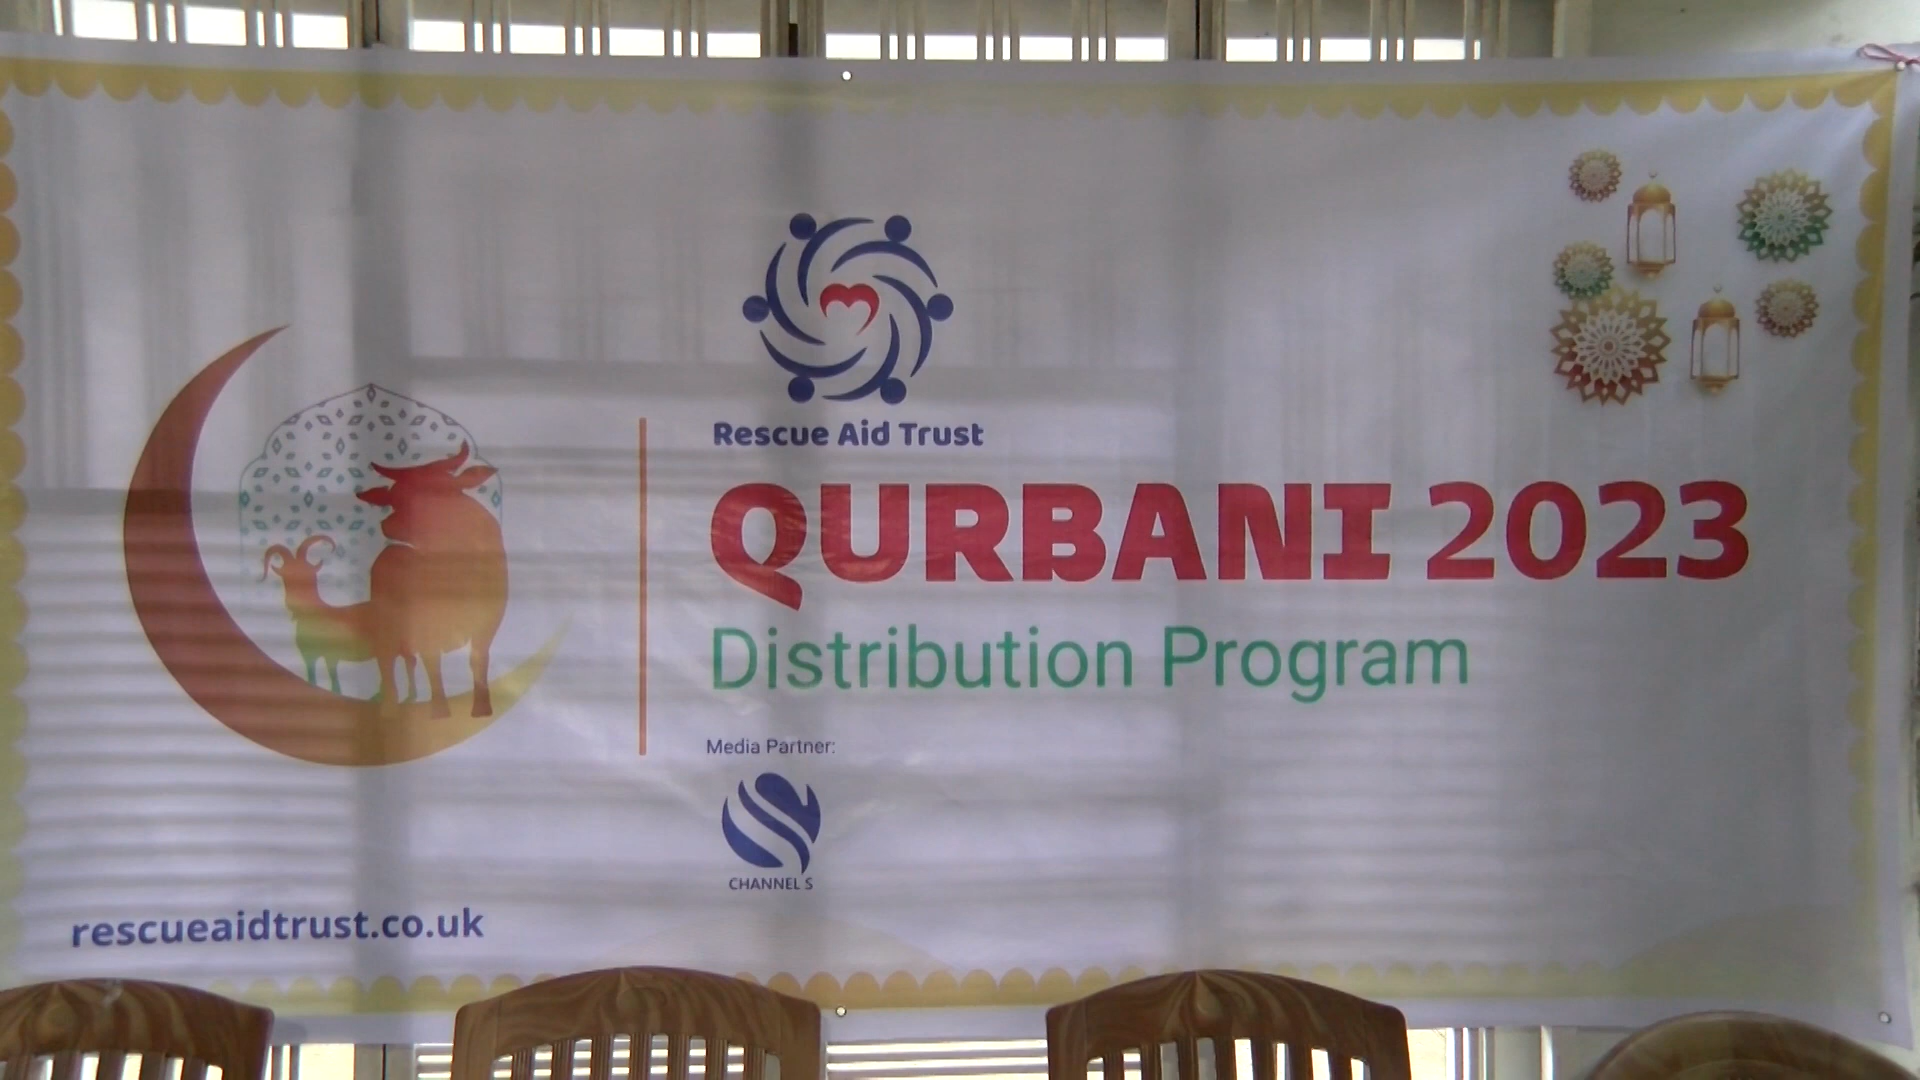 Rescue Aid Trust
QURBANI 2023
Distribution Program
Media Partner:
CHANNEL S
rescueaidtrust.co.uk